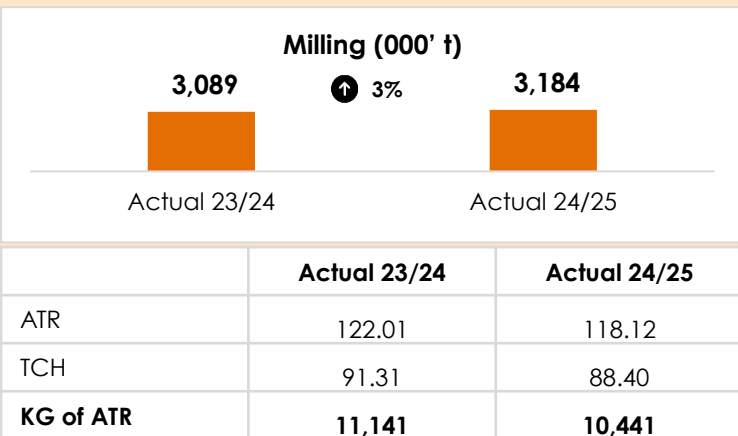 Milling (000' t)
3,089 3% 3,184
Actual 23/24 Actual 24/25
Actual 23/24 Actual 24/25
ATR 122.01 118.12
TCH 91.31 88.40
KG of ATR 11,141 10,441